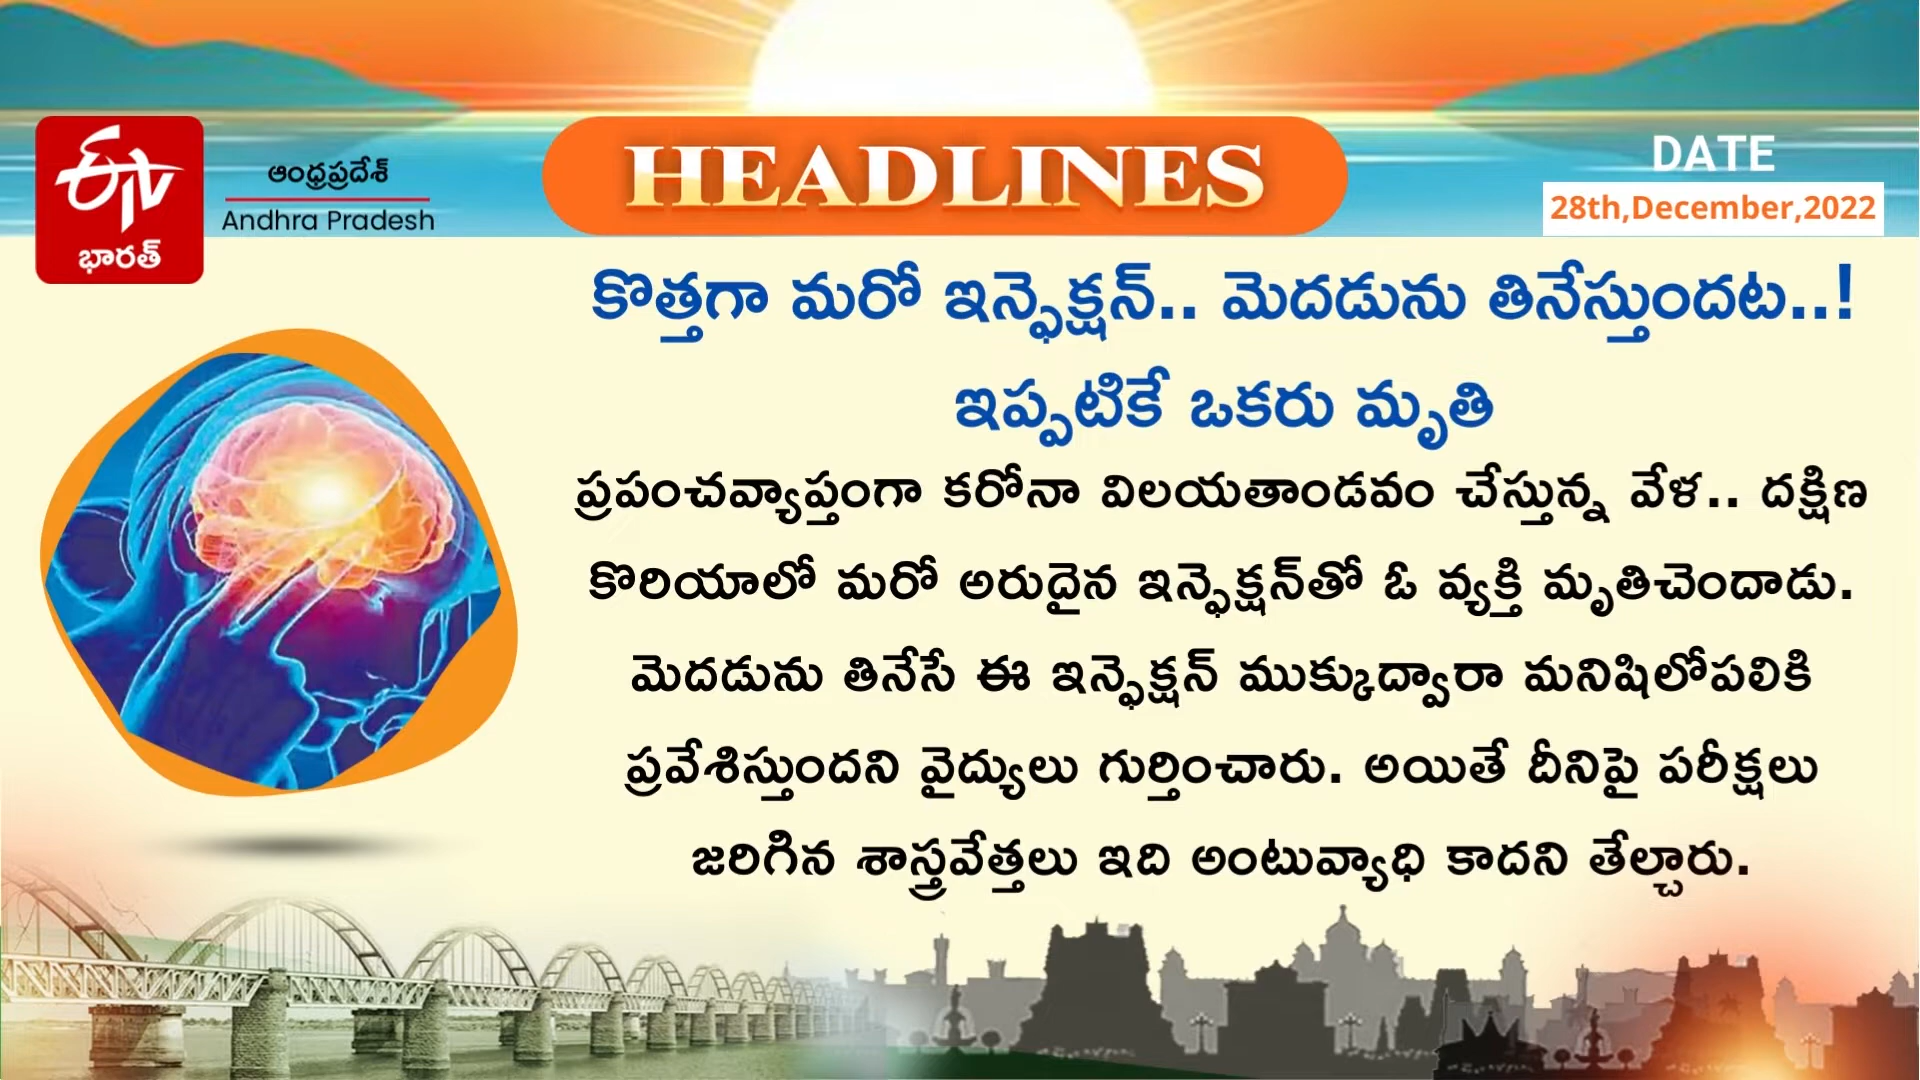 ETV
భారత్
ఆంధ్రప్రదేశ్
Andhra Pradesh
HEADLINES
DATE
28th,December,2022
కొత్తగా మరో ఇన్ఫెక్షన్.. మెదడును తినేస్తుందట..!
ఇప్పటికే ఒకరు మృతి
ప్రపంచవ్యాప్తంగా కరోనా విలయతాండవం చేస్తున్న వేళ.. దక్షిణ
కొరియాలో మరో అరుదైన ఇన్ఫెక్షన్‌తో ఓ వ్యక్తి మృతిచెందాడు.
మెదడును తినేసే ఈ ఇన్ఫెక్షన్ ముక్కుద్వారా మనిషిలోపలికి
ప్రవేశిస్తుందని వైద్యులు గుర్తించారు. అయితే దీనిపై పరీక్షలు
జరిగిన శాస్త్రవేత్తలు ఇది అంటువ్యాధి కాదని తేల్చారు.